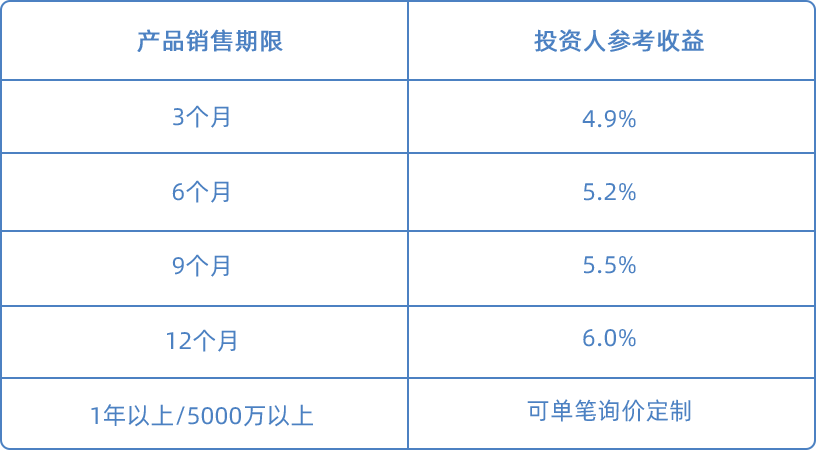 产品销售期限 投资人参考收益
3个月 4.9%
6个月 5.2%
9个月 5.5%
12个月 6.0%
1年以上/5000万以上 可单笔询价定制